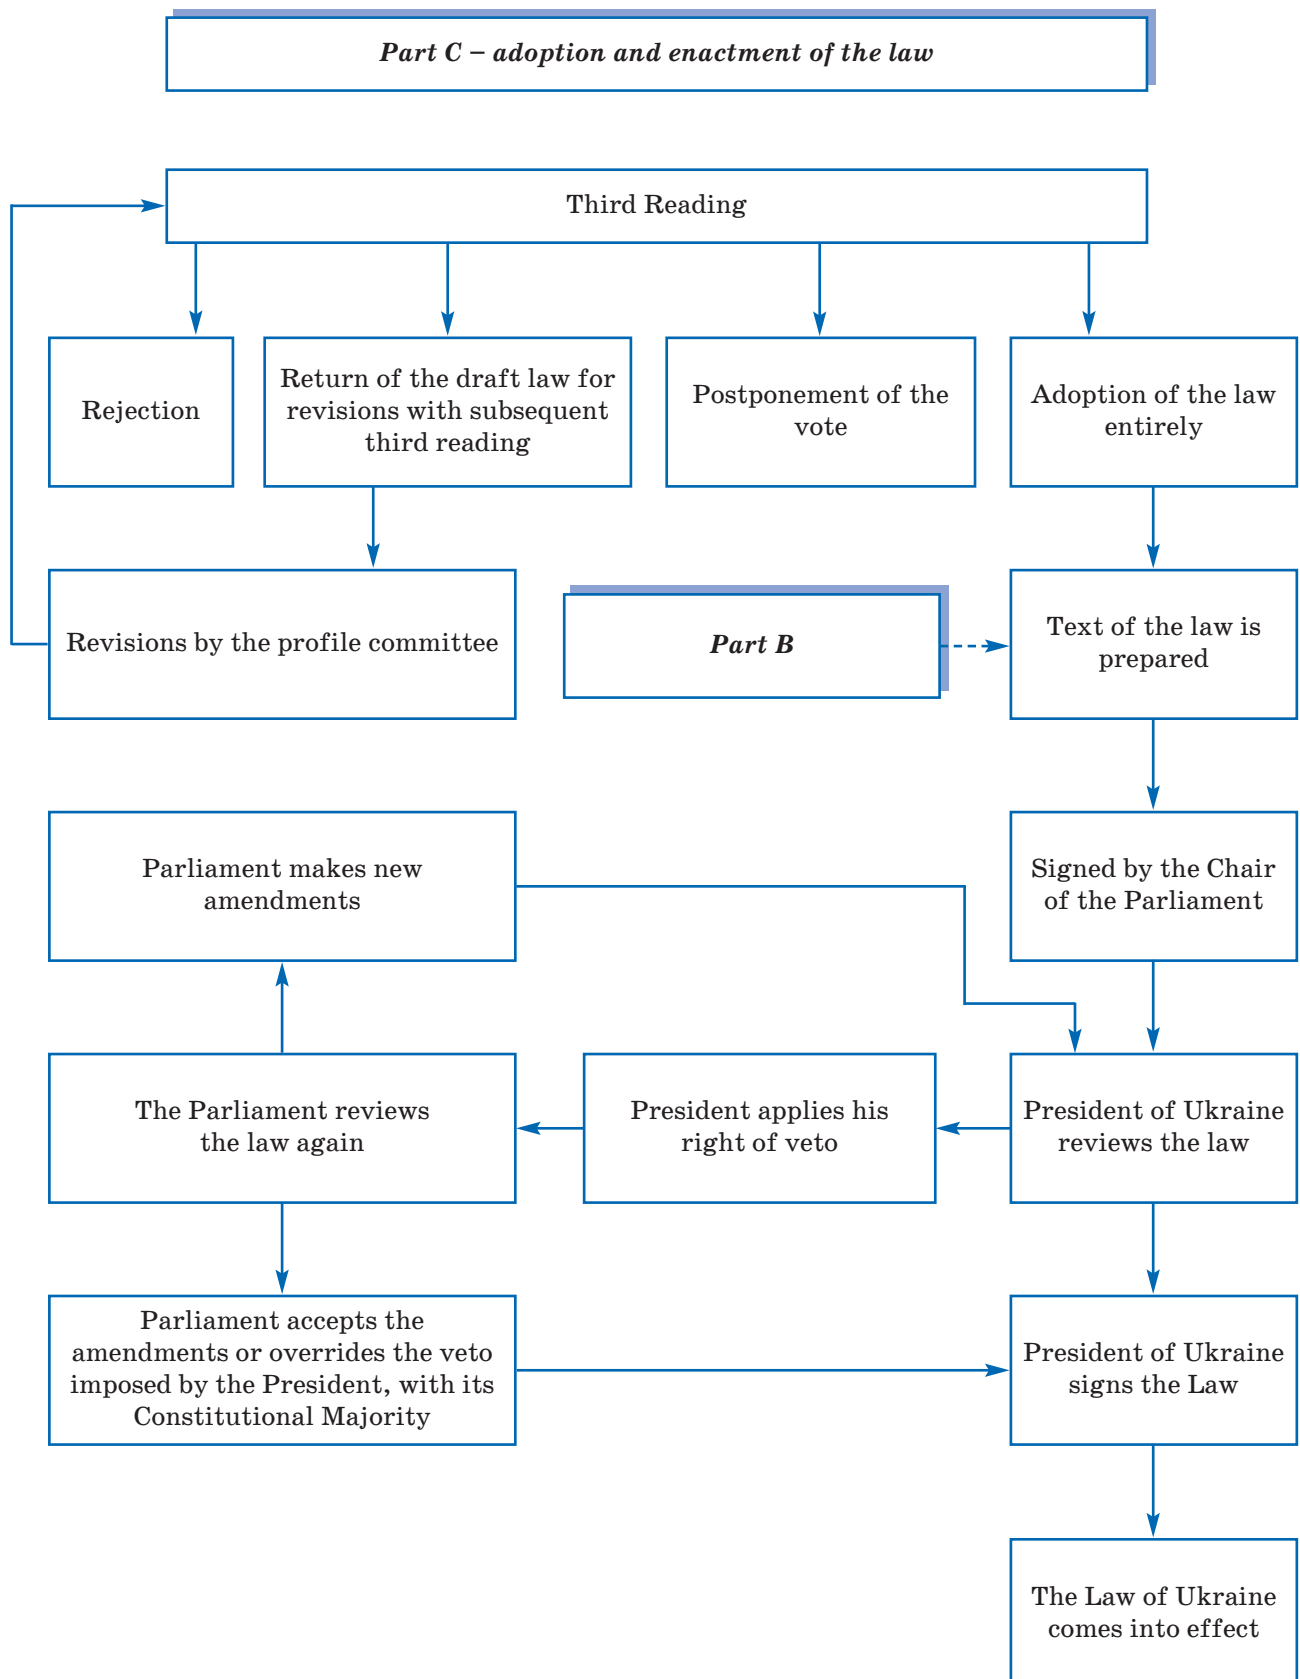 Part C – adoption and enactment of the law
Third Reading
Rejection
Return of the draft law for
revisions with subsequent
third reading
Postponement of the
vote
Adoption of the law
entirely
Revisions by the profile committee
Part B
Text of the law is
prepared
Parliament makes new
amendments
Signed by the Chair
of the Parliament
The Parliament reviews
the law again
President applies his
right of veto
President of Ukraine
reviews the law
Parliament accepts the
amendments or overrides the veto
imposed by the President, with its
Constitutional Majority
President of Ukraine
signs the Law
The Law of Ukraine
comes into effect